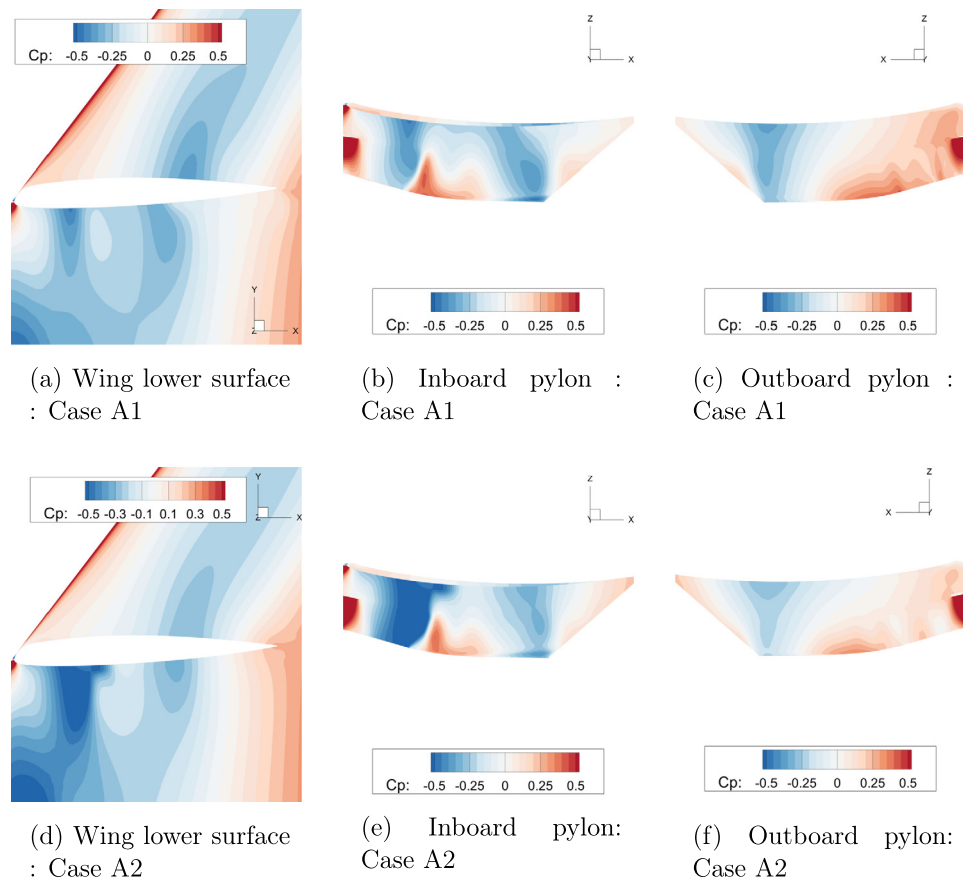 Cp: -0.5 -0.25 0 0.25 0.5
Y
Z X
(a) Wing lower surface
: Case A1
Z
Y X
Cp: -0.5 -0.25 0 0.25 0.5
(b) Inboard pylon :
Case A1
Z
X Y
Cp: -0.5 -0.25 0 0.25 0.5
(c) Outboard pylon :
Case A1
Cp: -0.5 -0.3 -0.1 0.1 0.3 0.5
Y
Z X
(d) Wing lower surface
: Case A2
Z
Y X
Cp: -0.5 -0.25 0 0.25 0.5
(e) Inboard pylon:
Case A2
Z
X Y
Cp: -0.5 -0.25 0 0.25 0.5
(f) Outboard pylon:
Case A2